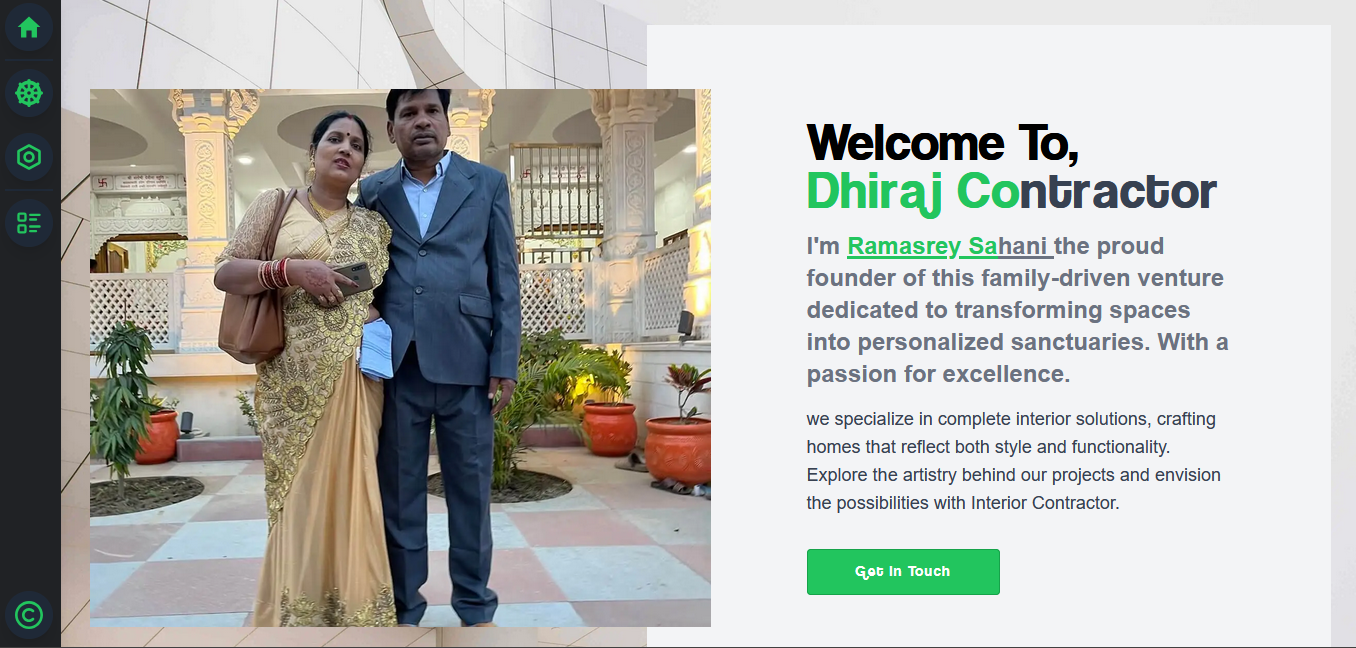 Welcome To,
Dhiraj Contractor
I'm Ramasrey Sahani the proud
founder of this family-driven venture
dedicated to transforming spaces
into personalized sanctuaries. With a
passion for excellence.
we specialize in complete interior solutions, crafting
homes that reflect both style and functionality.
Explore the artistry behind our projects and envision
the possibilities with Interior Contractor.
Get In Touch